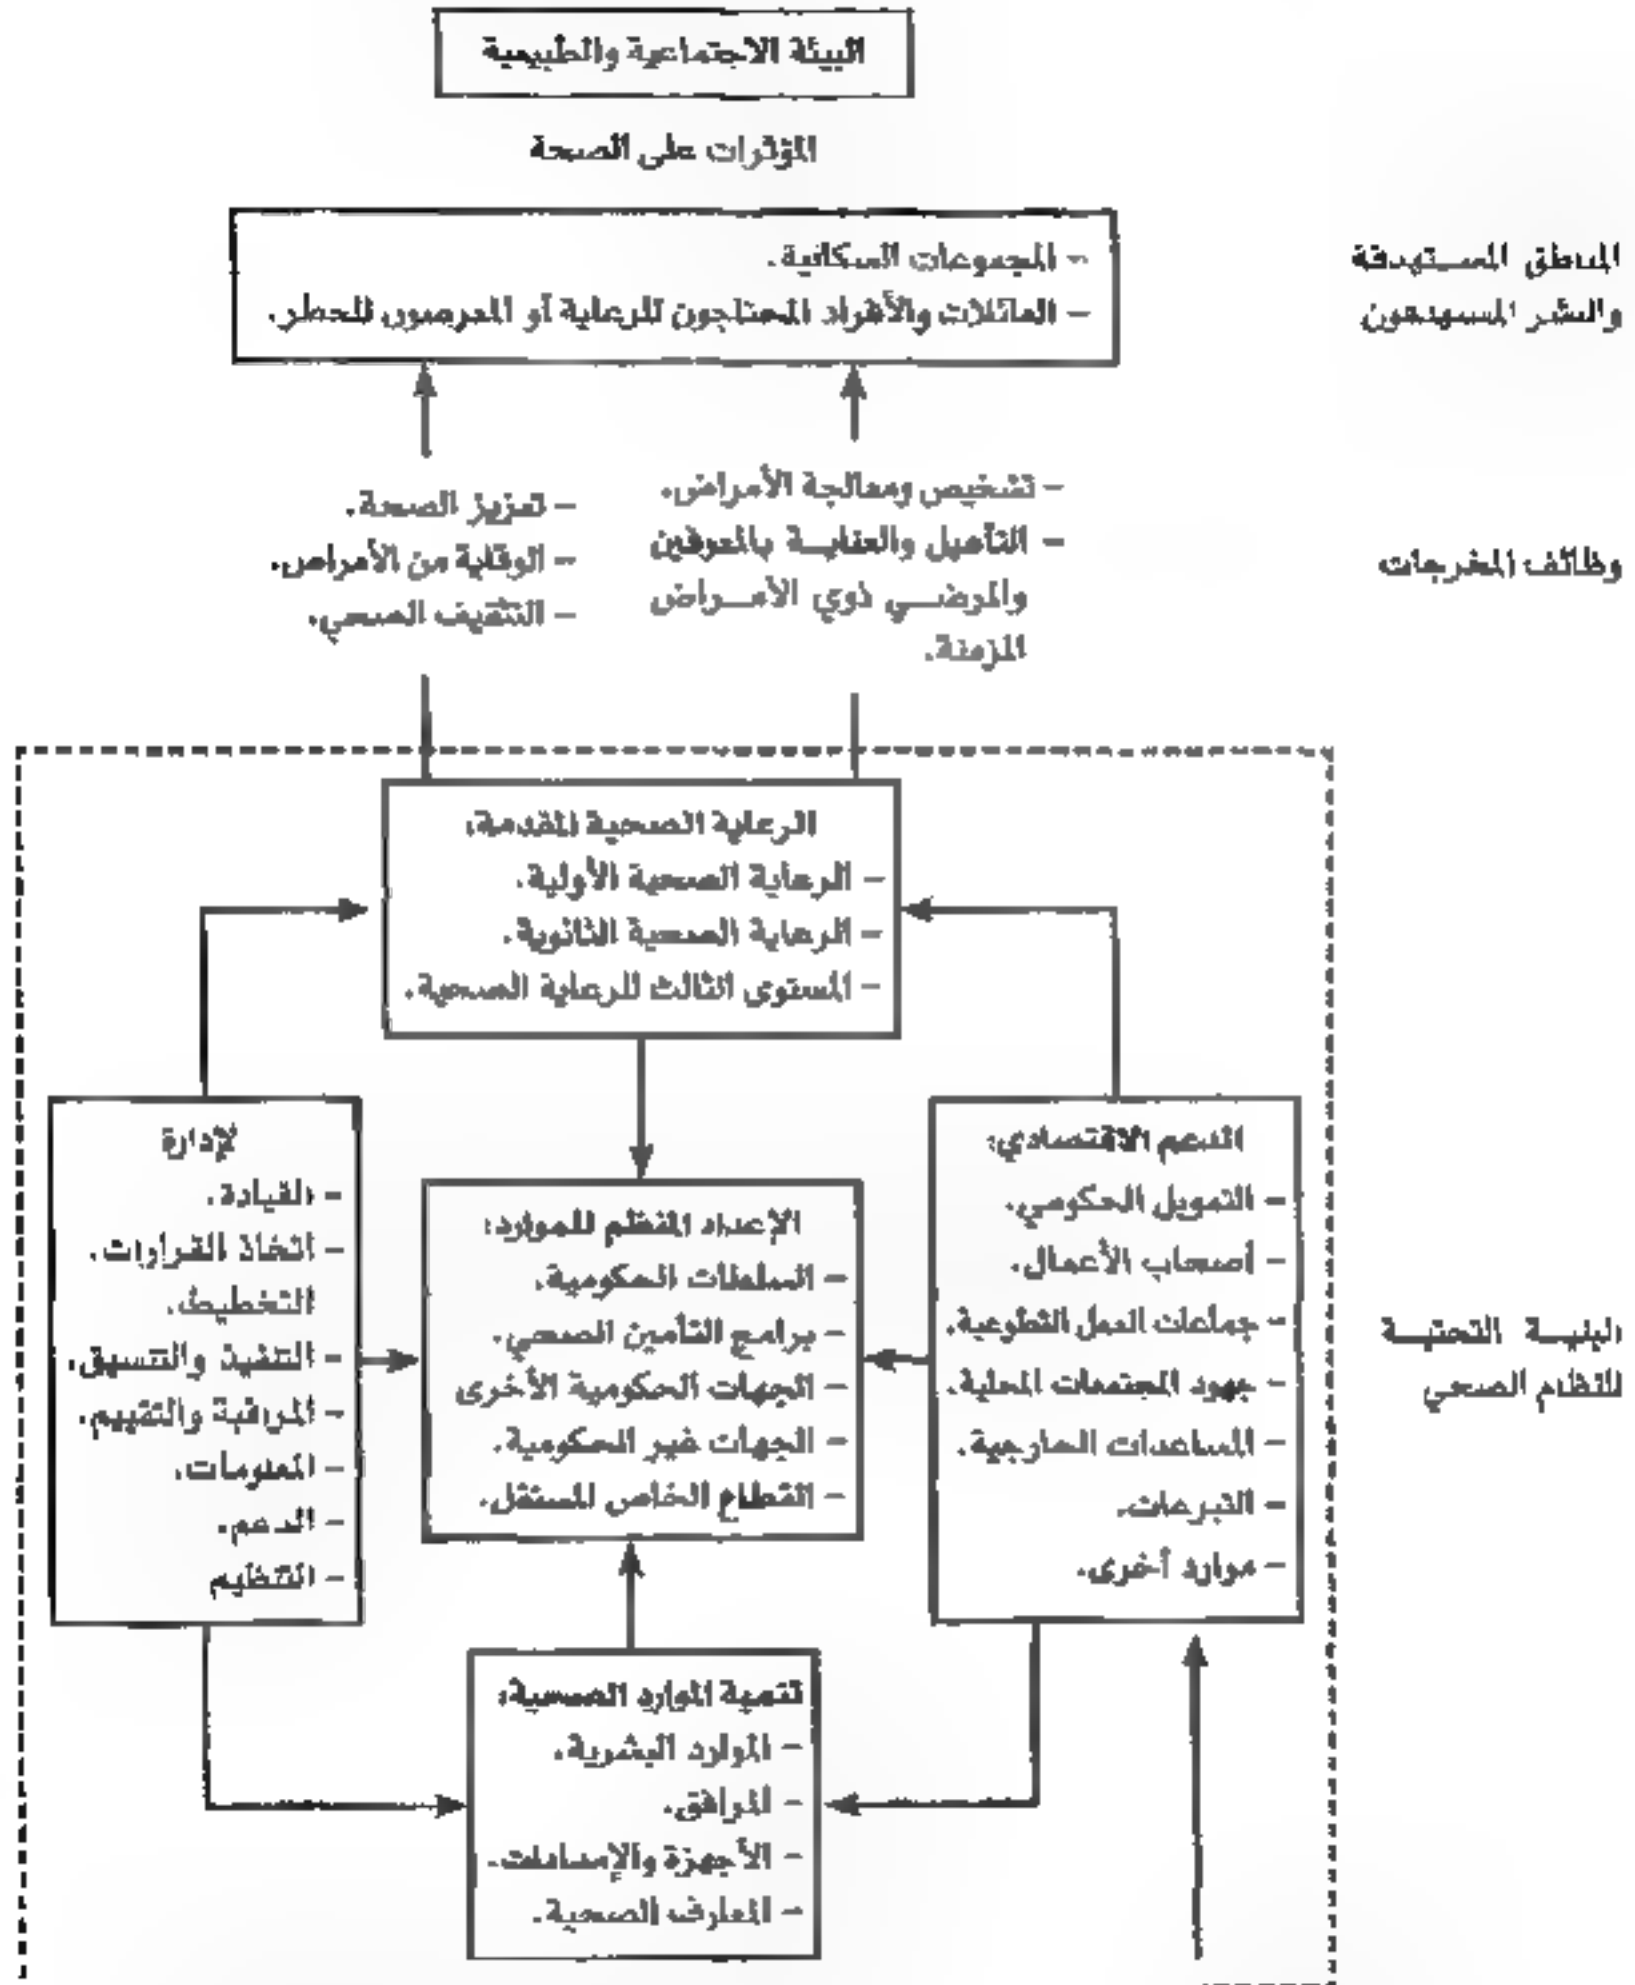 البيئة الاجتماعية والطبيعية
المؤثرات على الصحة
المناطق المستهدفة
والبشر المستهدفون
– المجموعات السكانية.
– العائلات والأفراد المحتاجون للرعاية أو المعرضون للخطر.
وظائف المخرجات
– تشخيص ومعالجة الأمراض.
– التأهيل والعناية بالمعوقين
والمرضي ذوي الأمراض
المزمنة.
– تعزيز الصحة.
– الوقاية من الأمراض.
– التثقيف الصحي.
الرعاية الصحية المقدمة:
– الرعاية الصحية الأولية.
– الرعاية الصحية الثانوية.
– المستوى الثالث للرعاية الصحية.
البنية التحتية
للنظام الصحي
الدعم الاقتصادي:
– التمويل الحكومي.
– أصحاب الأعمال.
– جماعات العمل التطوعية.
– جهود المجتمعات المحلية.
– المساعدات الخارجية.
– التبرعات.
– موارد أخرى.
الإعداد المنظم للموارد:
– السلطات الحكومية.
– برامج التأمين الصحي.
– الجهات الحكومية الأخرى
– الجهات غير الحكومية.
– القطاع الخاص المستقل.
لإدارة
– القيادة.
– اتخاذ القرارات.
التخطيط.
– التنفيذ والتنسيق.
– المراقبة والتقييم.
– المعلومات.
– الدعم.
– التنظيم
تنمية الموارد الصحية:
– الموارد البشرية.
– المرافق.
– الأجهزة والإمدادات.
– المعارف الصحية.